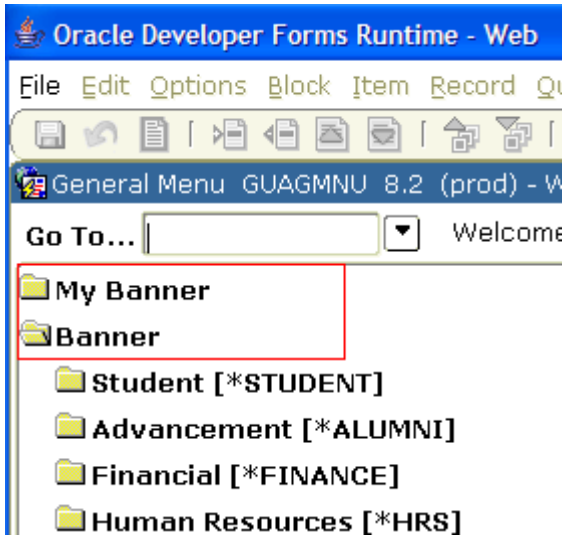 Oracle Developer Forms Runtime - Web
File Edit Options Block Item Record
General Menu GUAGMNU 8.2 (prod) -
Go To... Welcome
My Banner
Banner
Student [*STUDENT]
Advancement [*ALUMNI]
Financial [*FINANCE]
Human Resources [*HRS]